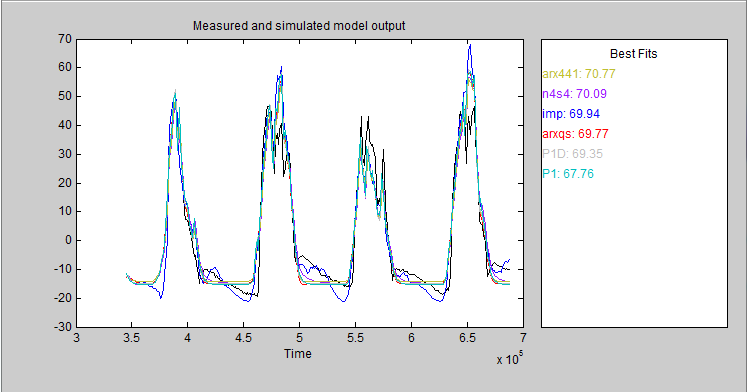 Measured and simulated model output
70
60
50
40
30
20
10
0
-10
-20
-30
3
3.5
4
4.5
5
5.5
6
6.5
7
Time
x 10^5
Best Fits
arx441: 70.77
n4s4: 70.09
imp: 69.94
arxqs: 69.77
P1D: 69.35
P1: 67.76